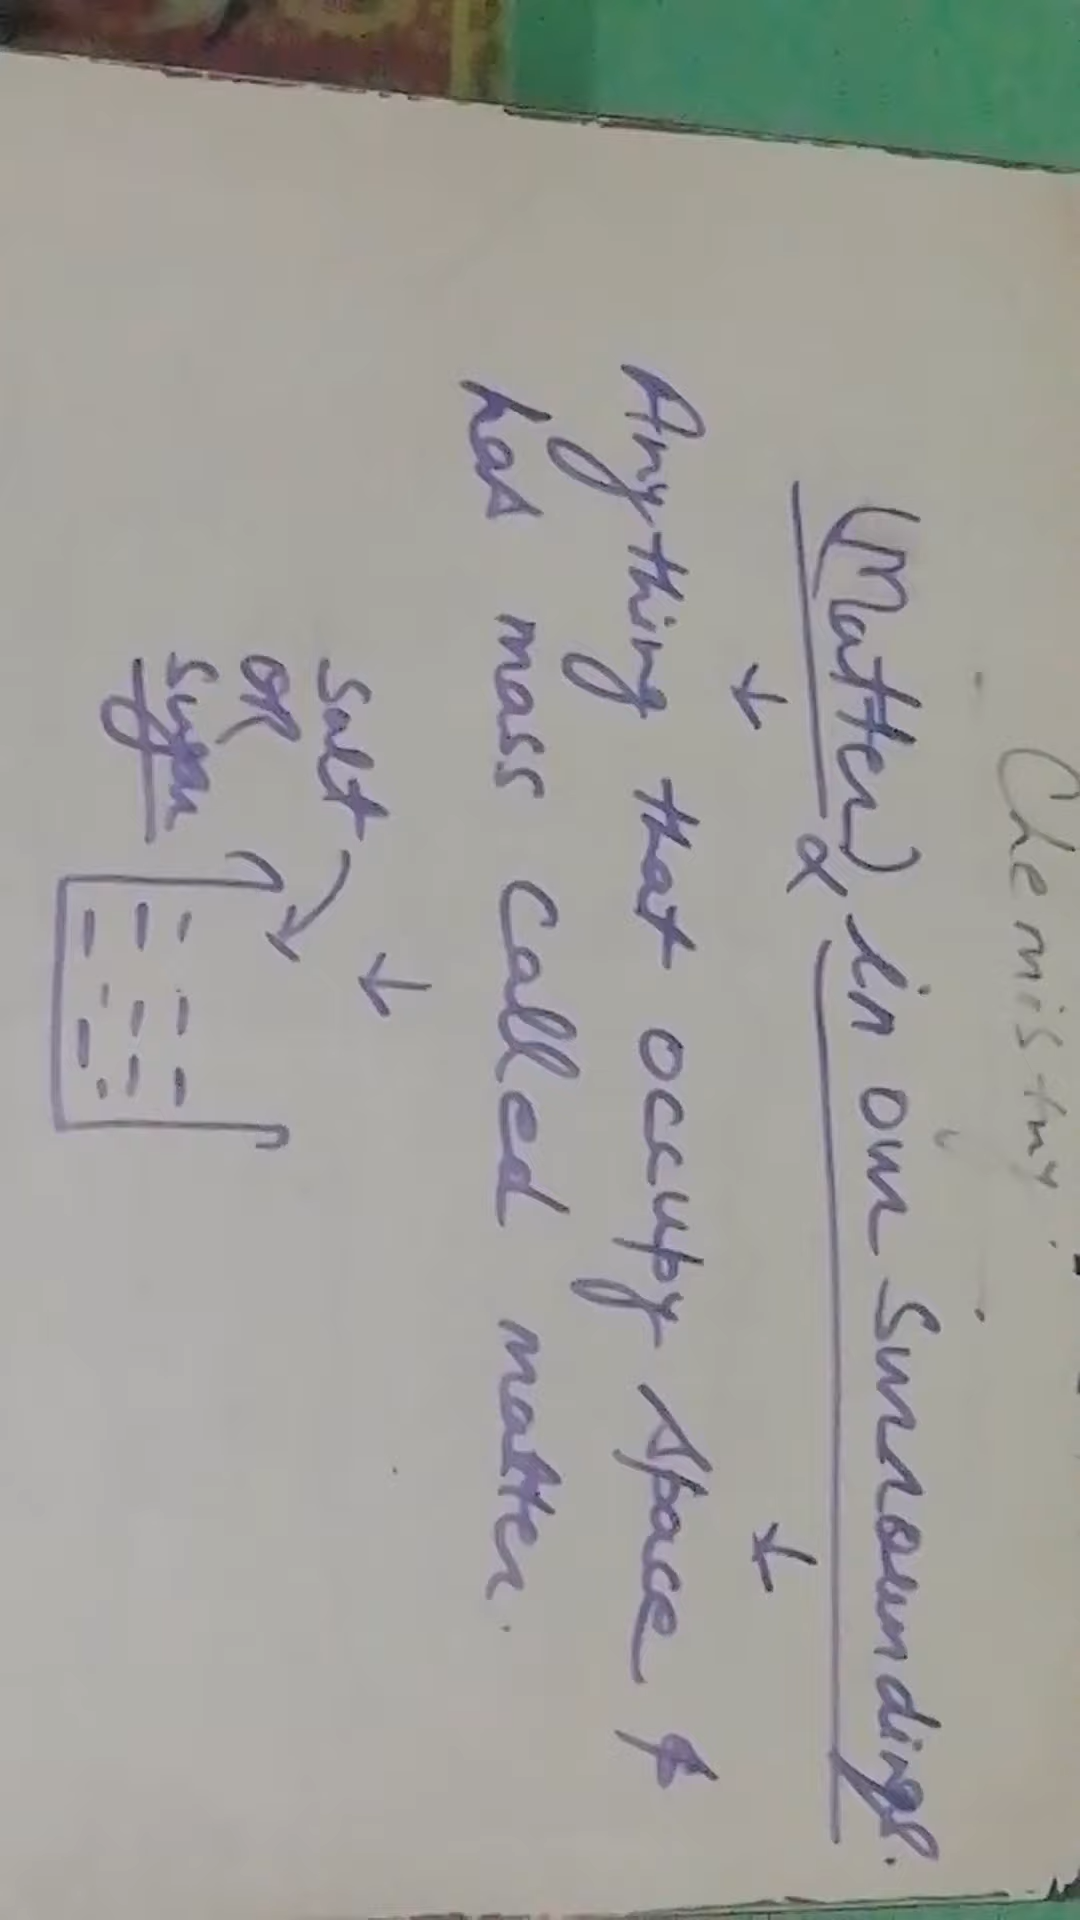 Chemistry.
(Matter) in our Surroundings.
Anything that occupy space &
has mass called matter.
Salt
OR
Sugar